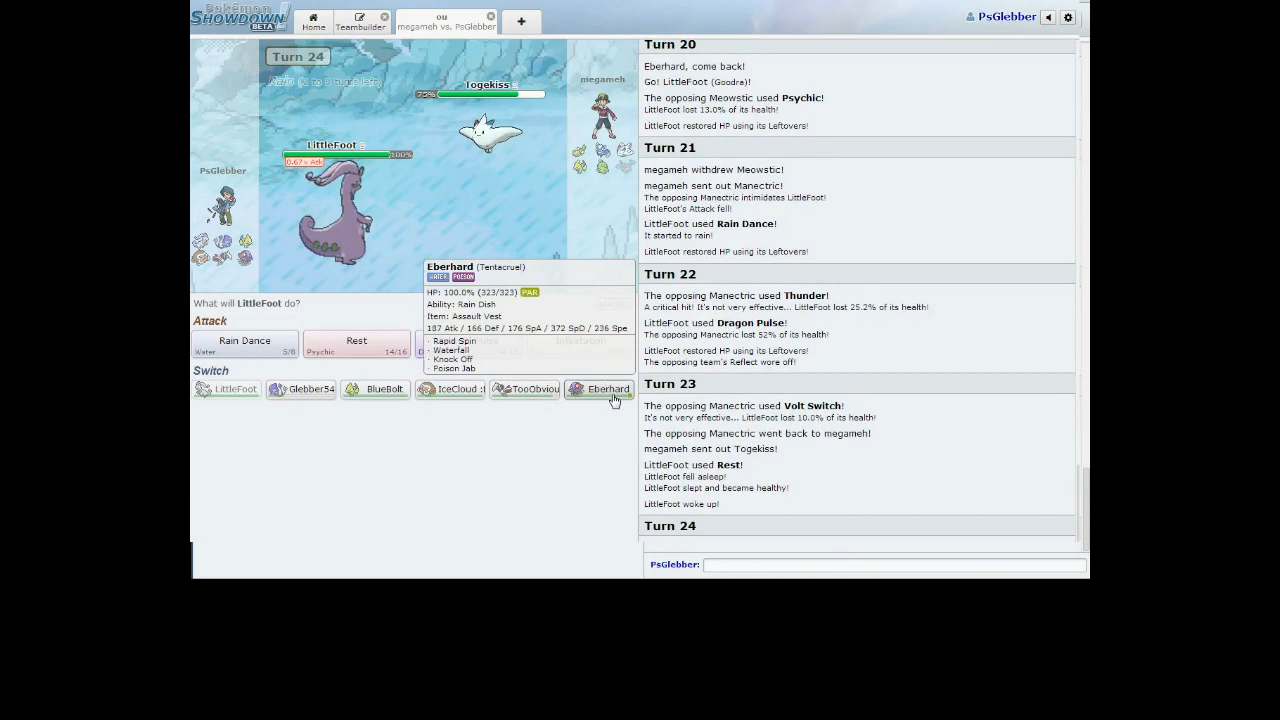 Pokémon
SHOWDOWN
BETA
Home
Teambuilder
ou
megameh vs. PsGlebber
+
PsGlebber
Turn 24
Togekiss
75%
megameh
LittleFoot
100%
0.67x Atk
PsGlebber
Eberhard (Tentacruel)
WATER POISON
HP: 100.0% (323/323) PAR
Ability: Rain Dish
Item: Assault Vest
187 Atk / 166 Def / 176 SpA / 372 SpD / 236 Spe
· Rapid Spin
· Waterfall
· Knock Off
· Poison Jab
What will LittleFoot do?
Attack
Rain Dance
Water 5/8
Rest
Psychic 14/16
Switch
LittleFoot
Glebber54
BlueBolt
IceCloud :I
TooObviou
Eberhard
Turn 20
Eberhard, come back!
Go! LittleFoot (Goodra)!
The opposing Meowstic used Psychic!
LittleFoot lost 13.0% of its health!
LittleFoot restored HP using its Leftovers!
Turn 21
megameh withdrew Meowstic!
megameh sent out Manectric!
The opposing Manectric intimidates LittleFoot!
LittleFoot's Attack fell!
LittleFoot used Rain Dance!
It started to rain!
LittleFoot restored HP using its Leftovers!
Turn 22
The opposing Manectric used Thunder!
A critical hit! It's not very effective... LittleFoot lost 25.2% of its health!
LittleFoot used Dragon Pulse!
The opposing Manectric lost 52% of its health!
LittleFoot restored HP using its Leftovers!
The opposing team's Reflect wore off!
Turn 23
The opposing Manectric used Volt Switch!
It's not very effective... LittleFoot lost 10.0% of its health!
The opposing Manectric went back to megameh!
megameh sent out Togekiss!
LittleFoot used Rest!
LittleFoot fell asleep!
LittleFoot slept and became healthy!
LittleFoot woke up!
Turn 24
PsGlebber: